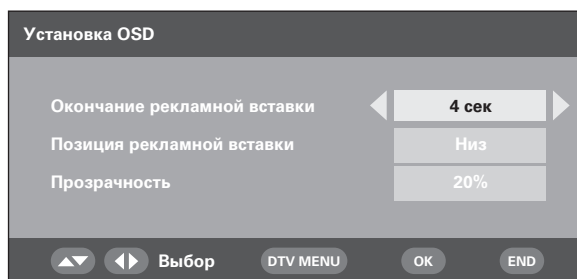 Установка OSD
Окончание рекламной вставки 4 сек
Позиция рекламной вставки Низ
Прозрачность 20%
Выбор DTV MENU OK END